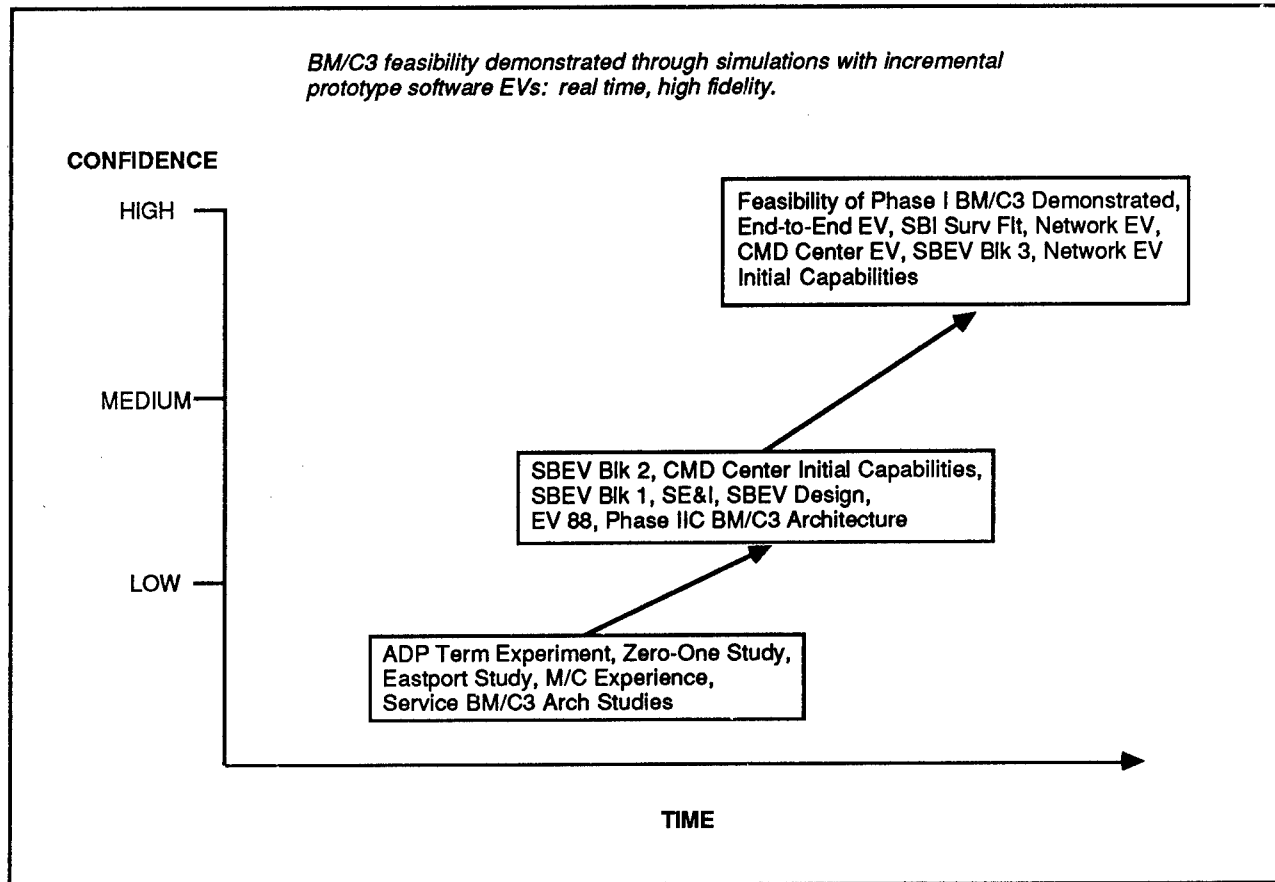 BM/C3 feasibility demonstrated through simulations with incremental
prototype software EVs: real time, high fidelity.
CONFIDENCE
HIGH
Feasibility of Phase I BM/C3 Demonstrated,
End-to-End EV, SBI Surv Flt, Network EV,
CMD Center EV, SBEV Blk 3, Network EV
Initial Capabilities
MEDIUM
SBEV Blk 2, CMD Center Initial Capabilities,
SBEV Blk 1, SE&I, SBEV Design,
EV 88, Phase IIC BM/C3 Architecture
LOW
ADP Term Experiment, Zero-One Study,
Eastport Study, M/C Experience,
Service BM/C3 Arch Studies
TIME